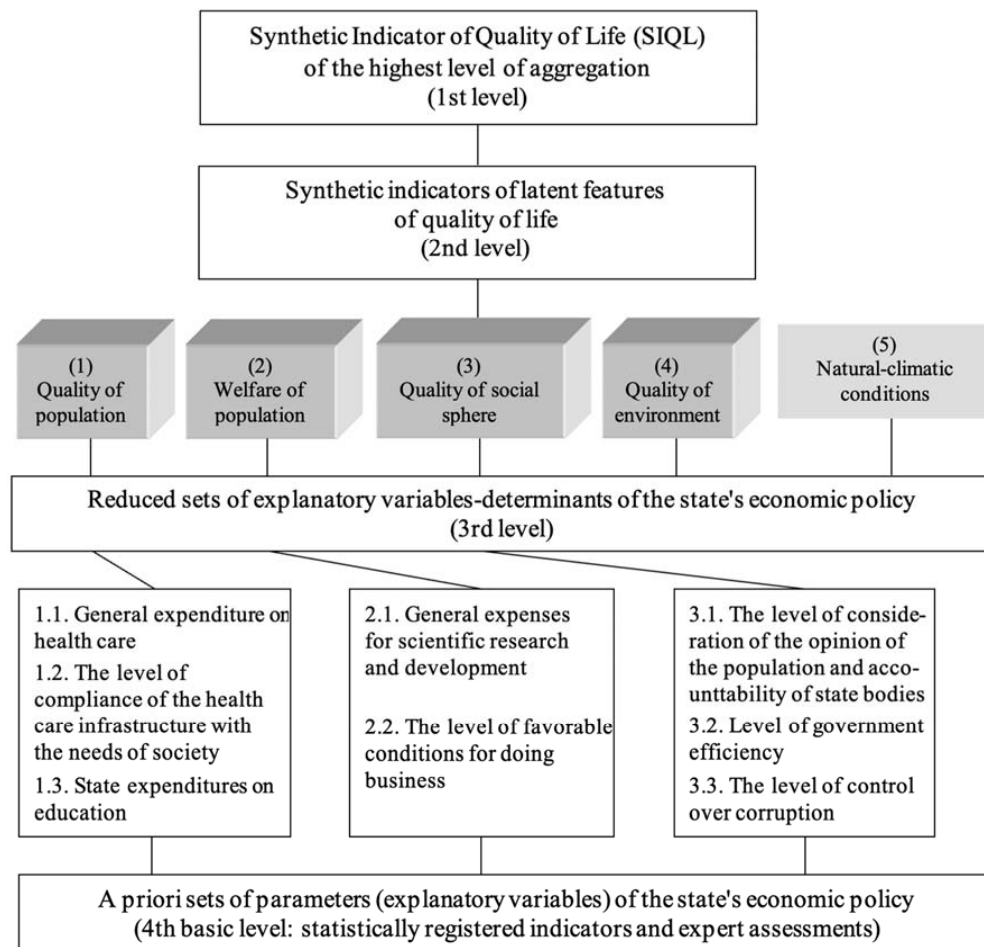 Synthetic Indicator of Quality of Life (SIQL)
of the highest level of aggregation
(1st level)
Synthetic indicators of latent features
of quality of life
(2nd level)
(1)
Quality of
population
(2)
Welfare of
population
(3)
Quality of social
sphere
(4)
Quality of
environment
(5)
Natural-climatic
conditions
Reduced sets of explanatory variables-determinants of the state's economic policy
(3rd level)
1.1. General expenditure on
health care
1.2. The level of
compliance of the health
care infrastructure with
the needs of society
1.3. State expenditures on
education
2.1. General expenses
for scientific research
and development
2.2. The level of favorable
conditions for doing
business
3.1. The level of conside-
ration of the opinion of
the population and acco-
unttability of state bodies
3.2. Level of government
efficiency
3.3. The level of control
over corruption
A priori sets of parameters (explanatory variables) of the state's economic policy
(4th basic level: statistically registered indicators and expert assessments)